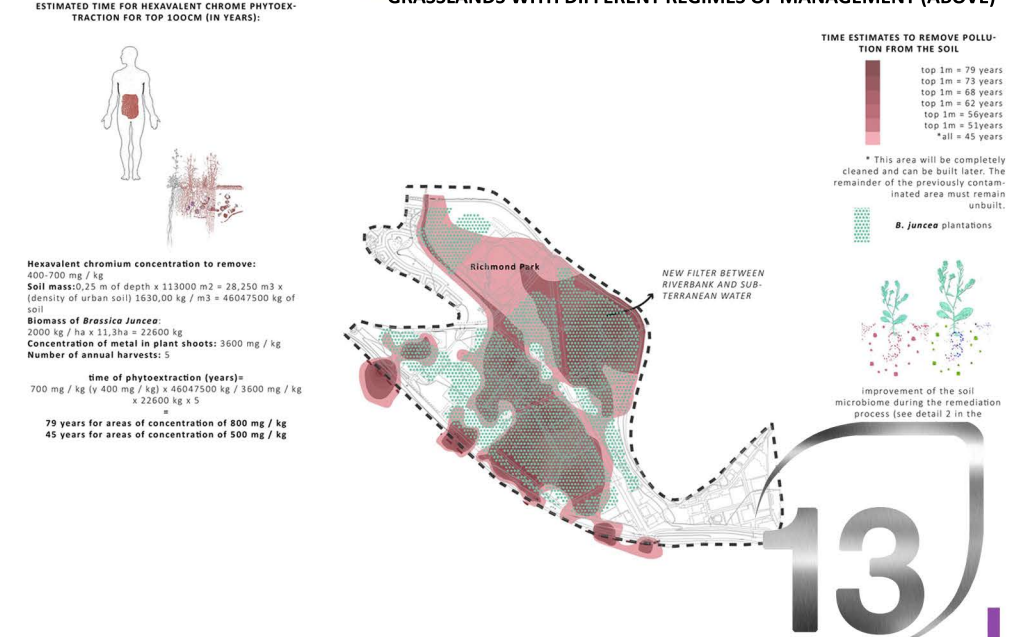 GRASSLANDS WITH DIFFERENT REGIMES OF MANAGEMENT (ABOVE)
ESTIMATED TIME FOR HEXAVALENT CHROME PHYTOEX-
TRACTION FOR TOP 100CM (IN YEARS):
Hexavalent chromium concentration to remove:
400-700 mg / kg
Soil mass:0,25 m of depth x 113000 m2 = 28,250 m3 x
(density of urban soil) 1630,00 kg / m3 = 46047500 kg of
soil
Biomass of Brassica Juncea:
2000 kg / ha x 11,3ha = 22600 kg
Concentration of metal in plant shoots: 3600 mg / kg
Number of annual harvests: 5
time of phytoextraction (years)=
700 mg / kg (y 400 mg / kg) x 46047500 kg / 3600 mg / kg
x 22600 kg x 5
=
79 years for areas of concentration of 800 mg / kg
45 years for areas of concentration of 500 mg / kg
Richmond Park
NEW FILTER BETWEEN
RIVERBANK AND SUB-
TERRANEAN WATER
TIME ESTIMATES TO REMOVE POLLU-
TION FROM THE SOIL
top 1m = 79 years
top 1m = 73 years
top 1m = 68 years
top 1m = 62 years
top 1m = 56years
top 1m = 51years
*all = 45 years
* This area will be completely
cleaned and can be built later. The
remainder of the previously contam-
inated area must remain
unbuilt.
B. juncea plantations
improvement of the soil
microbiome during the remediation
process (see detail 2 in the
13